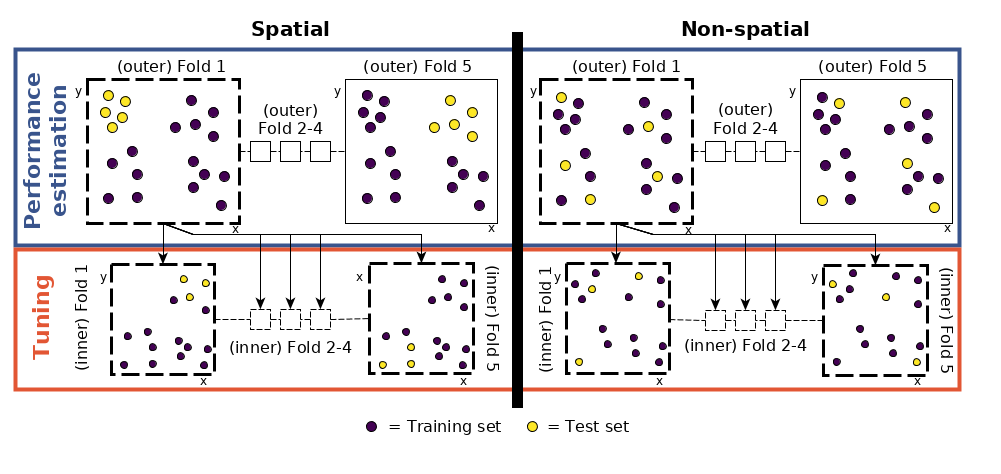 Spatial
Non-spatial
Performance
estimation
(outer) Fold 1
y
x
(outer)
Fold 2-4
(outer) Fold 5
y
x
(outer) Fold 1
y
x
(outer)
Fold 2-4
(outer) Fold 5
y
x
Tuning
(inner) Fold 1
y
x
(inner) Fold 2-4
x
(inner) Fold 5
x
(inner) Fold 1
y
x
(inner) Fold 2-4
y
(inner) Fold 5
x
= Training set
= Test set